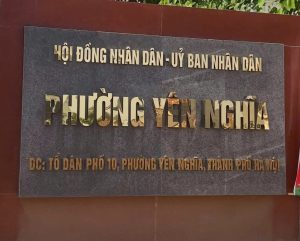 HỘI ĐỒNG NHÂN DÂN - UỶ BAN NHÂN DÂN
PHƯỜNG YÊN NGHĨA
ĐC: TỔ DÂN PHỐ 10, PHƯỜNG YÊN NGHĨA, THÀNH PHỐ HÀ NỘI